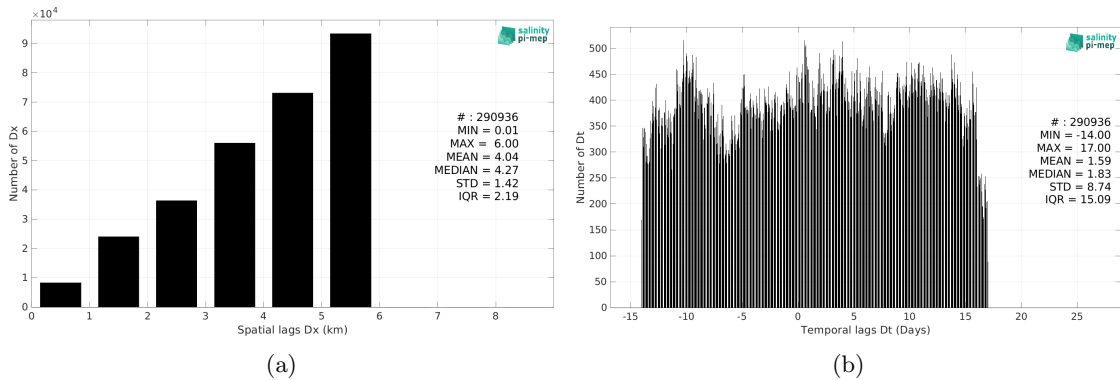 ×10⁴
9
8
7
6
5
4
3
2
1
0
Number of Dx
0 1 2 3 4 5 6 7 8
Spatial lags Dx (km)
salinity
pi-mep
# : 290936
MIN = 0.01
MAX = 6.00
MEAN = 4.04
MEDIAN = 4.27
STD = 1.42
IQR = 2.19
(a)
500
450
400
350
300
250
200
150
100
50
0
Number of Dt
-15 -10 -5 0 5 10 15 20 25
Temporal lags Dt (Days)
salinity
pi-mep
# : 290936
MIN = -14.00
MAX = 17.00
MEAN = 1.59
MEDIAN = 1.83
STD = 8.74
IQR = 15.09
(b)